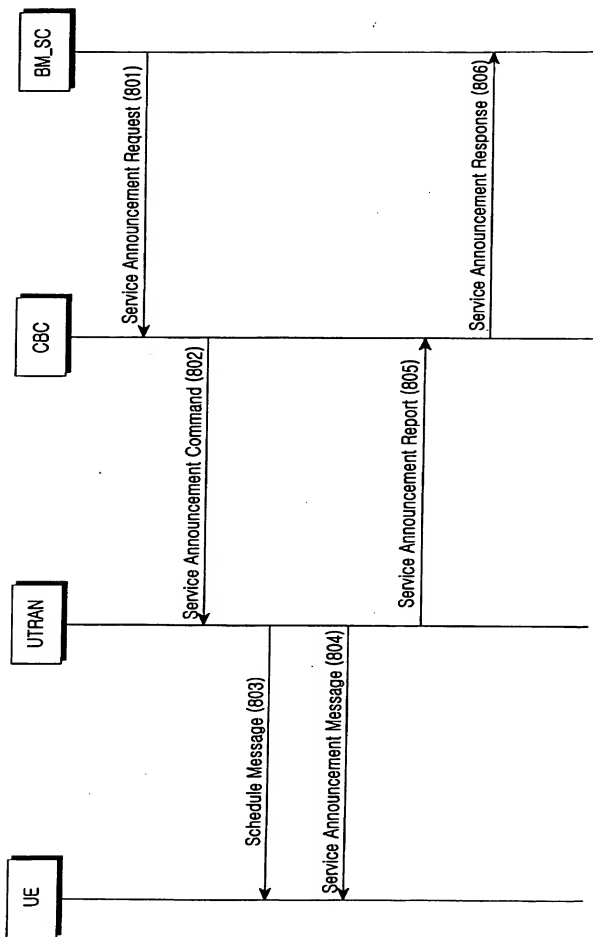 UE
UTRAN
CBC
BM_SC
Service Announcement Request (801)
Service Announcement Command (802)
Schedule Message (803)
Service Announcement Message (804)
Service Announcement Report (805)
Service Announcement Response (806)